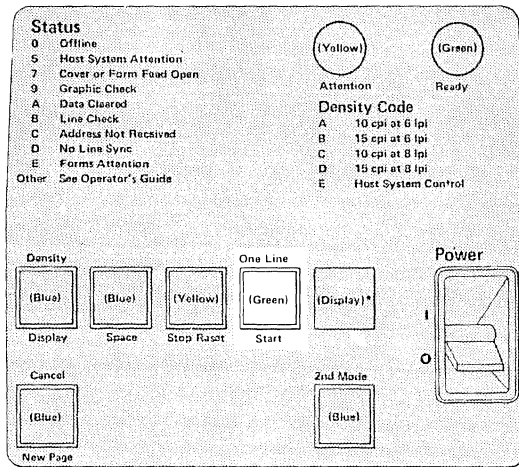 Status
0 Offline
5 Host System Attention
7 Cover or Form Feed Open
9 Graphic Check
A Data Cleared
B Line Check
C Address Not Received
D No Line Sync
E Forms Attention
Other See Operator's Guide
(Yellow)
(Green)
Attention
Ready
Density Code
A 10 cpi at 6 lpi
B 15 cpi at 6 lpi
C 10 cpi at 8 lpi
D 15 cpi at 8 lpi
E Host System Control
Density
One Line
Power
(Blue)
(Blue)
(Yellow)
(Green)
(Display)*
I
O
Display
Space
Stop Reset
Start
Cancel
2nd Mode
(Blue)
(Blue)
New Page